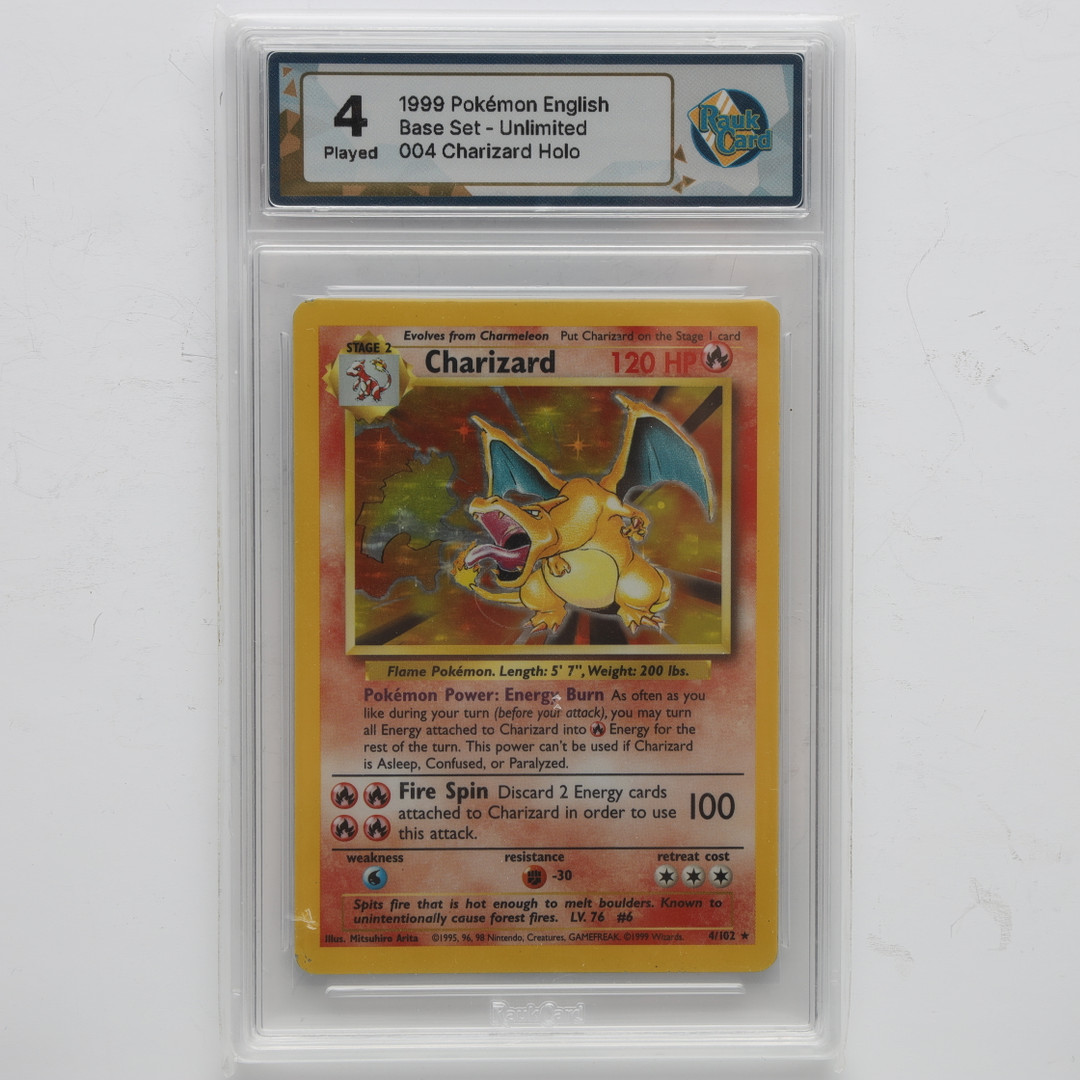 4
Played
1999 Pokémon English
Base Set - Unlimited
004 Charizard Holo
Rauk
Card
Evolves from Charmeleon Put Charizard on the Stage 1 card
STAGE 2
Charizard 120 HP
Flame Pokémon. Length: 5' 7", Weight: 200 lbs.
Pokémon Power: Energy Burn As often as you
like during your turn (before your attack), you may turn
all Energy attached to Charizard into Energy for the
rest of the turn. This power can't be used if Charizard
is Asleep, Confused, or Paralyzed.
Fire Spin Discard 2 Energy cards
attached to Charizard in order to use 100
this attack.
weakness resistance retreat cost
-30
Spits fire that is hot enough to melt boulders. Known to
unintentionally cause forest fires. LV. 76 #6
Illus. Mitsuhiro Arita ©1995, 96, 98 Nintendo, Creatures, GAMEFREAK. ©1999 Wizards. 4/102 ★
RaukCard